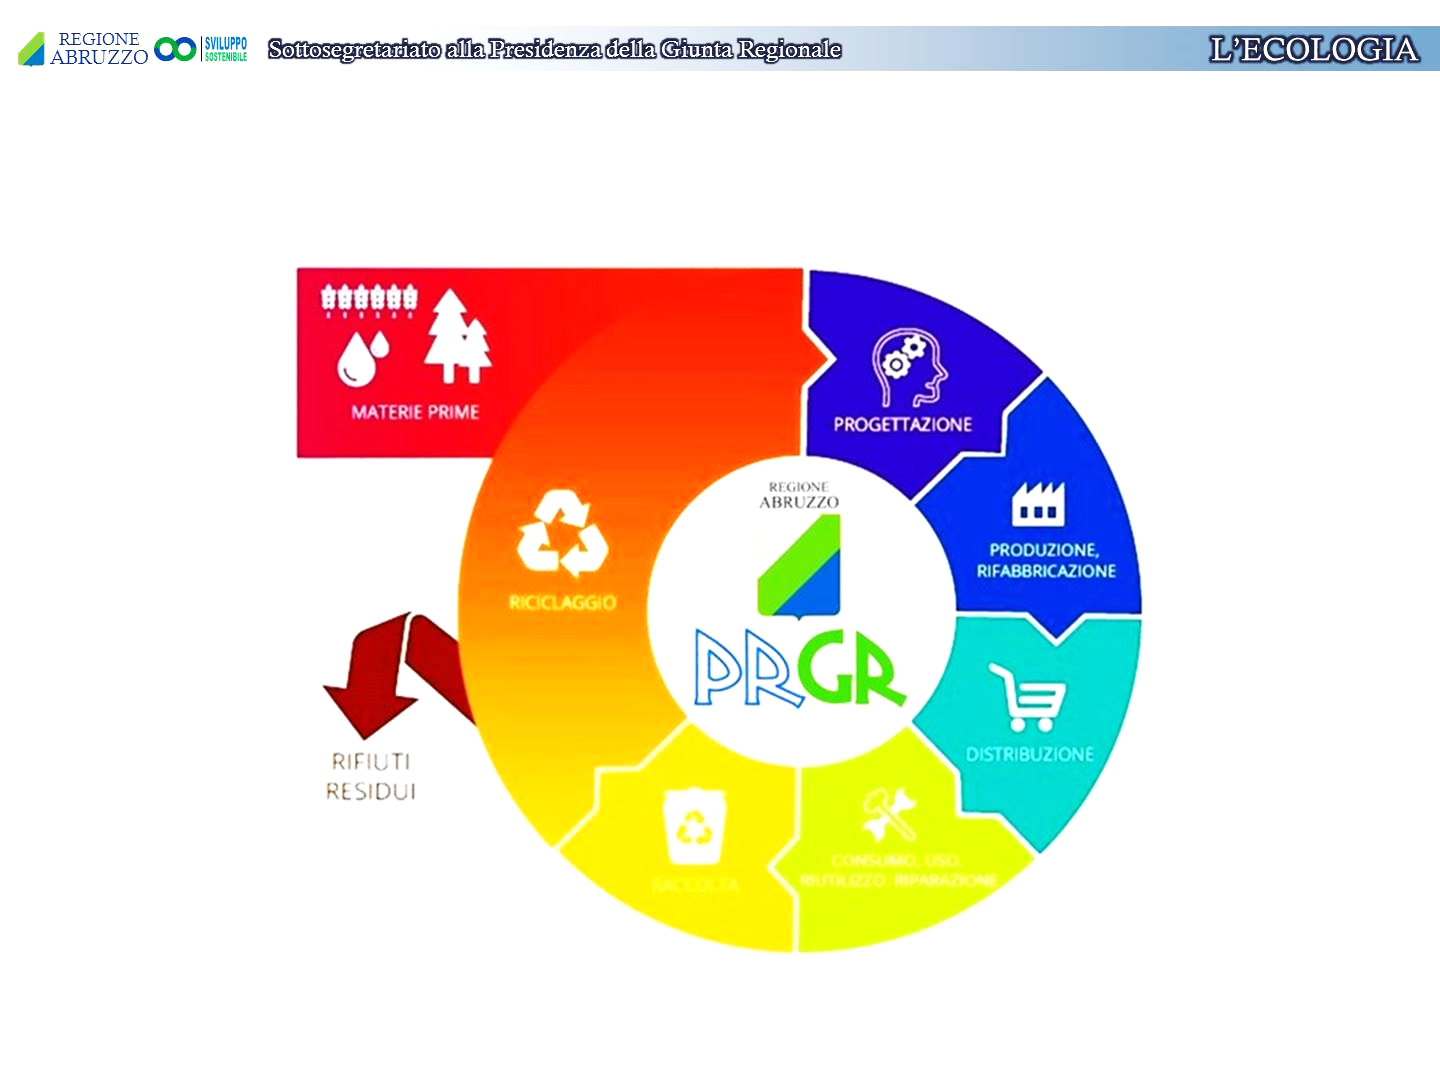 REGIONE
ABRUZZO
SVILUPPO
SOSTENIBILE
Sottosegretariato alla Presidenza della Giunta Regionale
L'ECOLOGIA
MATERIE PRIME
PROGETTAZIONE
REGIONE
ABRUZZO
PRODUZIONE,
RIFABBRICAZIONE
RICICLAGGIO
PRGR
DISTRIBUZIONE
RIFIUTI
RESIDUI
CONSUMO, USO,
RIUTILIZZO, RIPARAZIONE
RACCOLTA